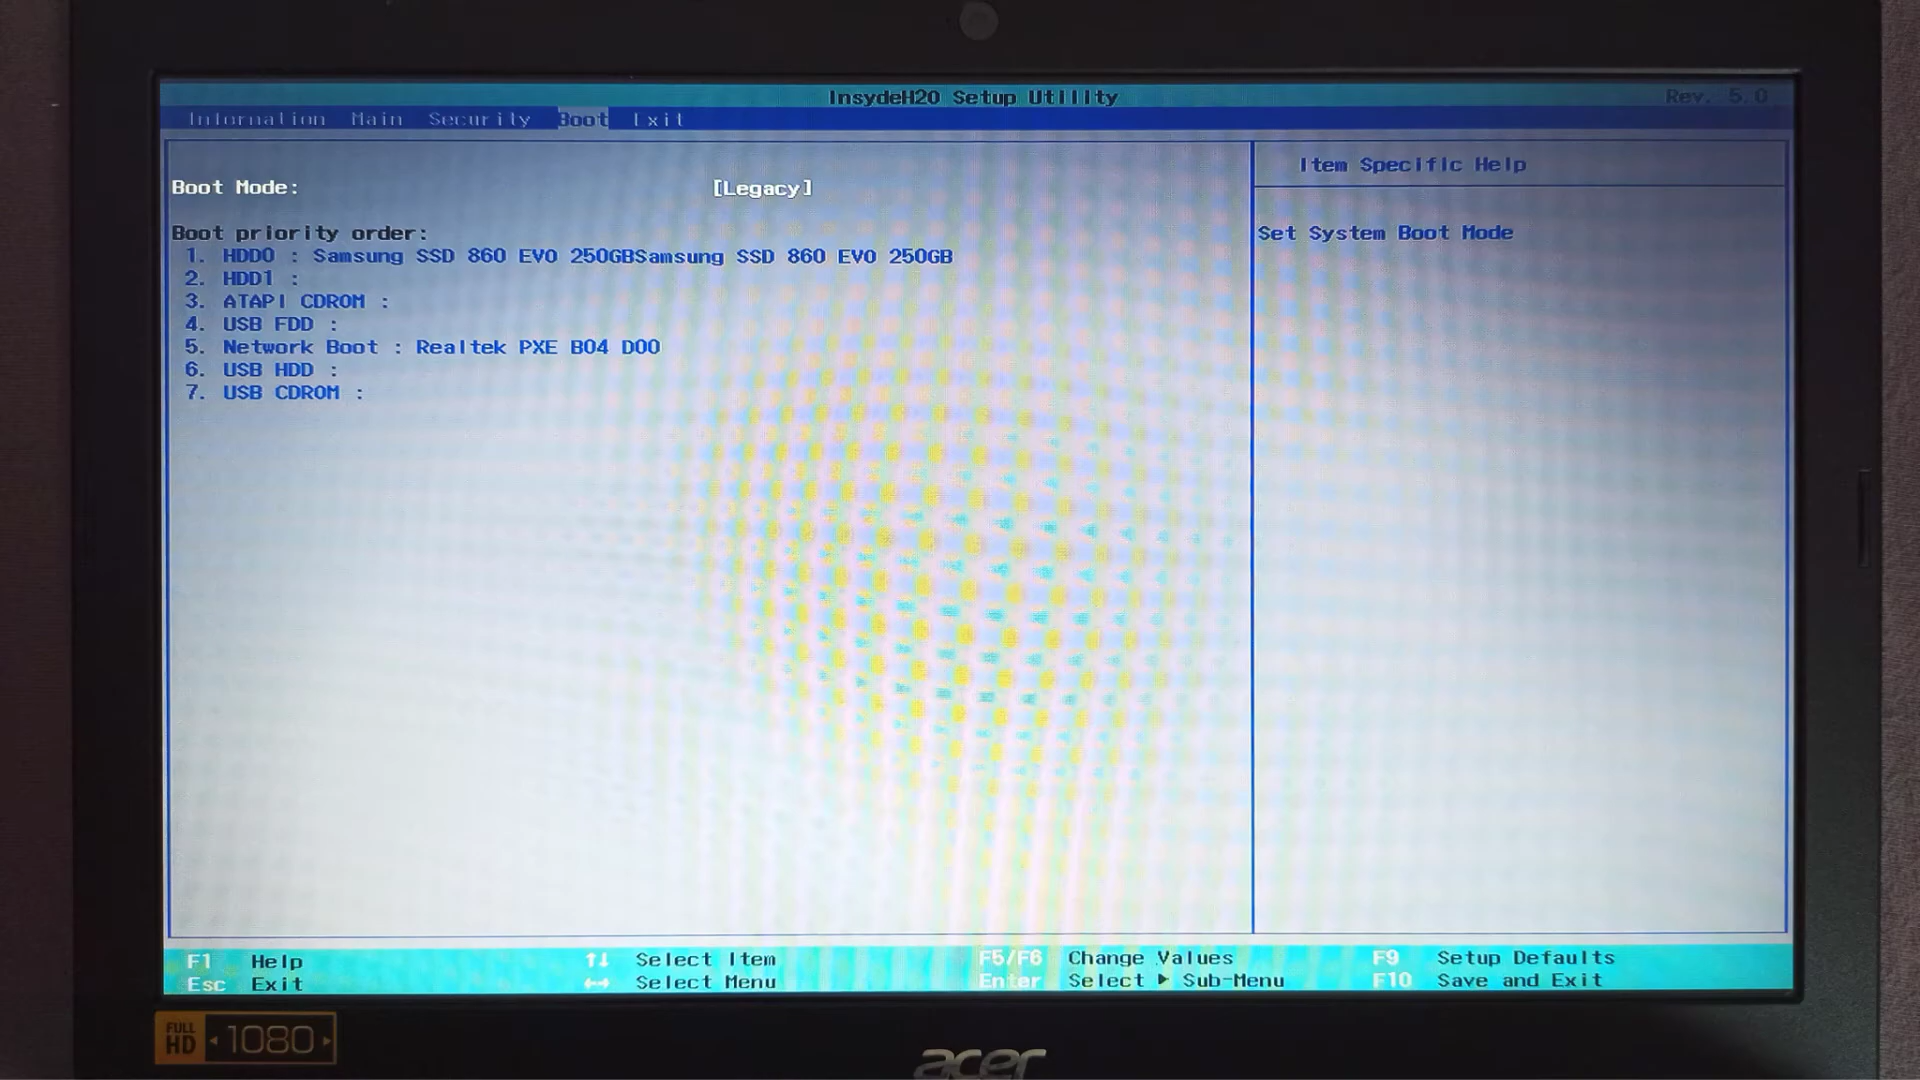 InsydeH20 Setup Utility Rev. 5.0
Information Main Security Boot Exit
Item Specific Help
Boot Mode: [Legacy]
Set System Boot Mode
Boot priority order:
1. HDD0 : Samsung SSD 860 EVO 250GBSamsung SSD 860 EVO 250GB
2. HDD1 :
3. ATAPI CDROM :
4. USB FDD :
5. Network Boot : Realtek PXE B04 D00
6. USB HDD :
7. USB CDROM :
F1 Help ↑↓ Select Item F5/F6 Change Values F9 Setup Defaults
Esc Exit ←→ Select Menu Enter Select ▶ Sub-Menu F10 Save and Exit
FULL HD 1080
acer